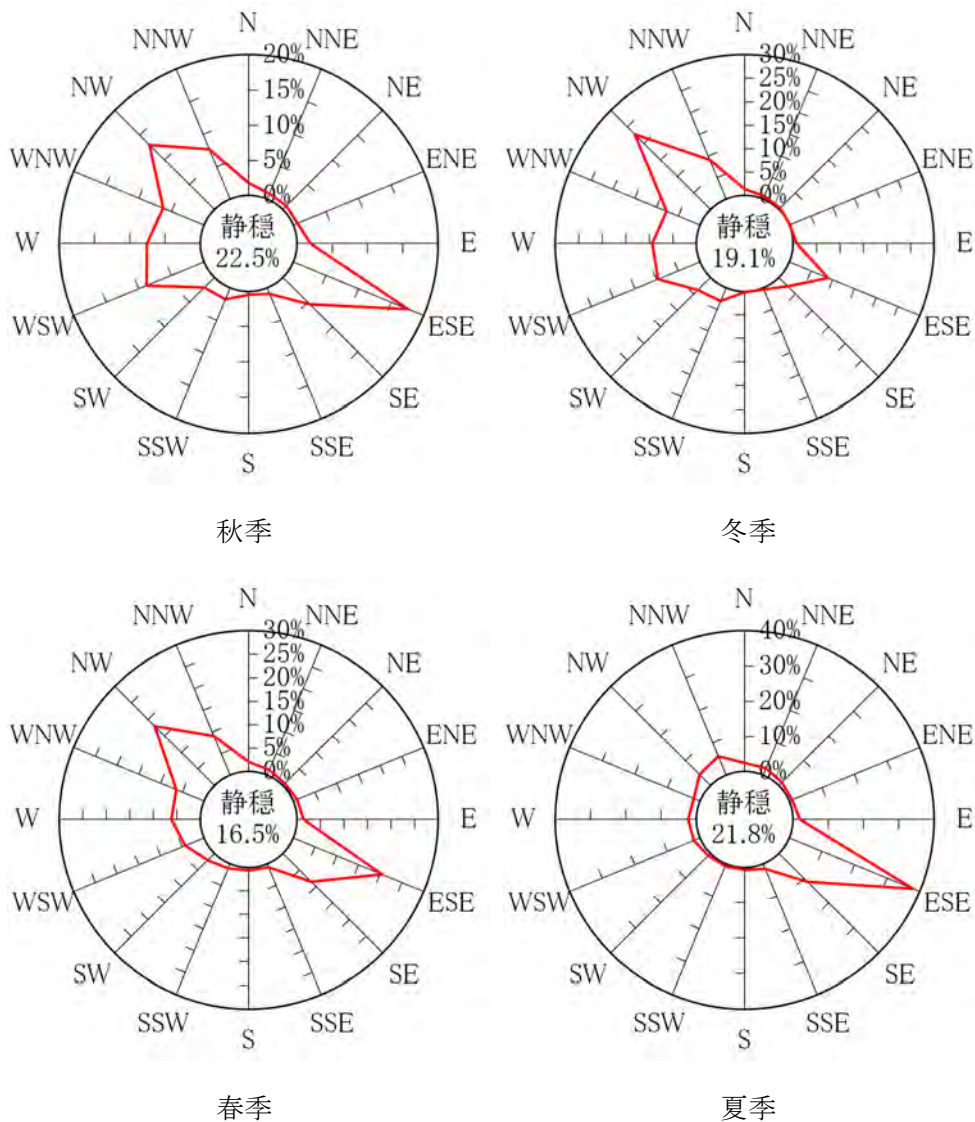 N
NNW
NNE
NW
NE
WNW
ENE
W
E
WSW
ESE
SW
SE
SSW
SSE
S
20%
15%
10%
5%
0%
静穏
22.5%
秋季
N
NNW
NNE
NW
NE
WNW
ENE
W
E
WSW
ESE
SW
SE
SSW
SSE
S
30%
25%
20%
15%
10%
5%
0%
静穏
19.1%
冬季
N
NNW
NNE
NW
NE
WNW
ENE
W
E
WSW
ESE
SW
SE
SSW
SSE
S
30%
25%
20%
15%
10%
5%
0%
静穏
16.5%
春季
N
NNW
NNE
NW
NE
WNW
ENE
W
E
WSW
ESE
SW
SE
SSW
SSE
S
40%
30%
20%
10%
0%
静穏
21.8%
夏季